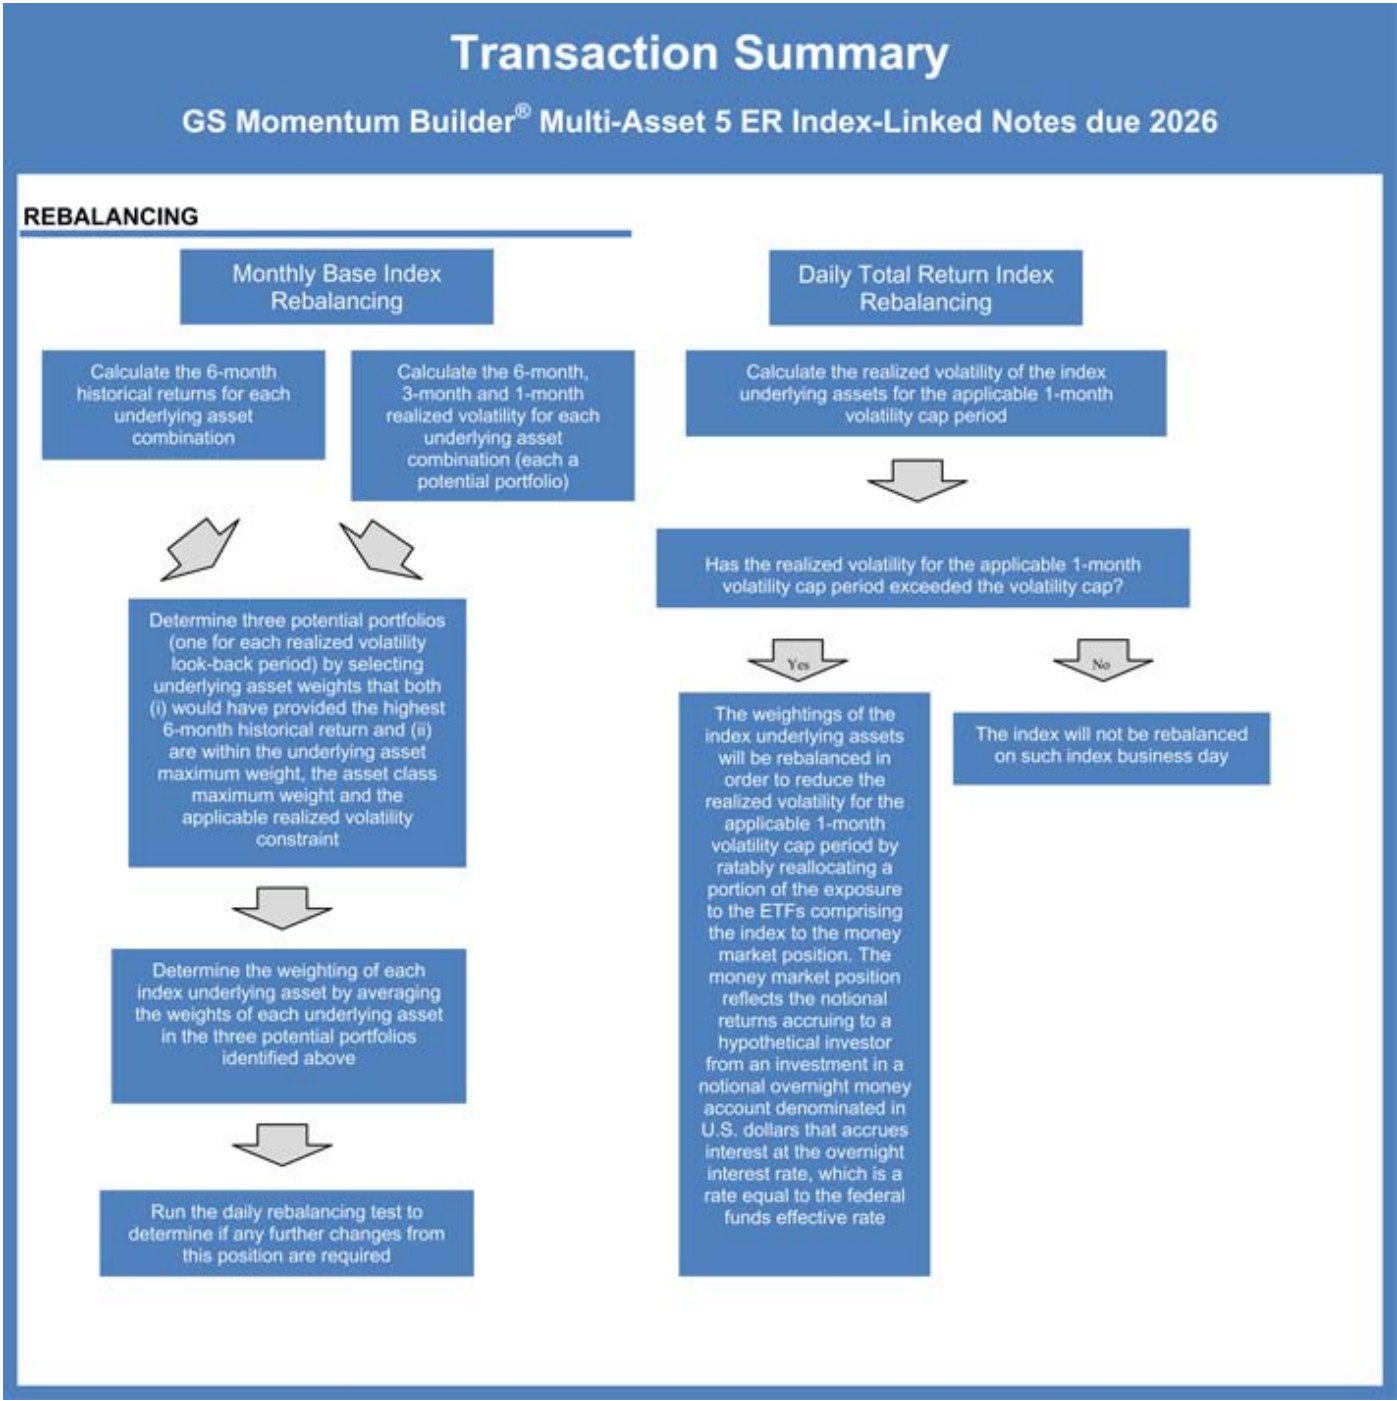 Transaction Summary
GS Momentum Builder® Multi-Asset 5 ER Index-Linked Notes due 2026
REBALANCING
Monthly Base Index
Rebalancing
Calculate the 6-month
historical returns for each
underlying asset
combination
Calculate the 6-month,
3-month and 1-month
realized volatility for each
underlying asset
combination (each a
potential portfolio)
Determine three potential portfolios
(one for each realized volatility
look-back period) by selecting
underlying asset weights that both
(i) would have provided the highest
6-month historical return and (ii)
are within the underlying asset
maximum weight, the asset class
maximum weight and the
applicable realized volatility
constraint
Determine the weighting of each
index underlying asset by averaging
the weights of each underlying asset
in the three potential portfolios
identified above
Run the daily rebalancing test to
determine if any further changes from
this position are required
Daily Total Return Index
Rebalancing
Calculate the realized volatility of the index
underlying assets for the applicable 1-month
volatility cap period
Has the realized volatility for the applicable 1-month
volatility cap period exceeded the volatility cap?
Yes
The weightings of the
index underlying assets
will be rebalanced in
order to reduce the
realized volatility for the
applicable 1-month
volatility cap period by
ratably reallocating a
portion of the exposure
to the ETFs comprising
the index to the money
market position. The
money market position
reflects the notional
returns accruing to a
hypothetical investor
from an investment in a
notional overnight money
account denominated in
U.S. dollars that accrues
interest at the overnight
interest rate, which is a
rate equal to the federal
funds effective rate
No
The index will not be rebalanced
on such index business day